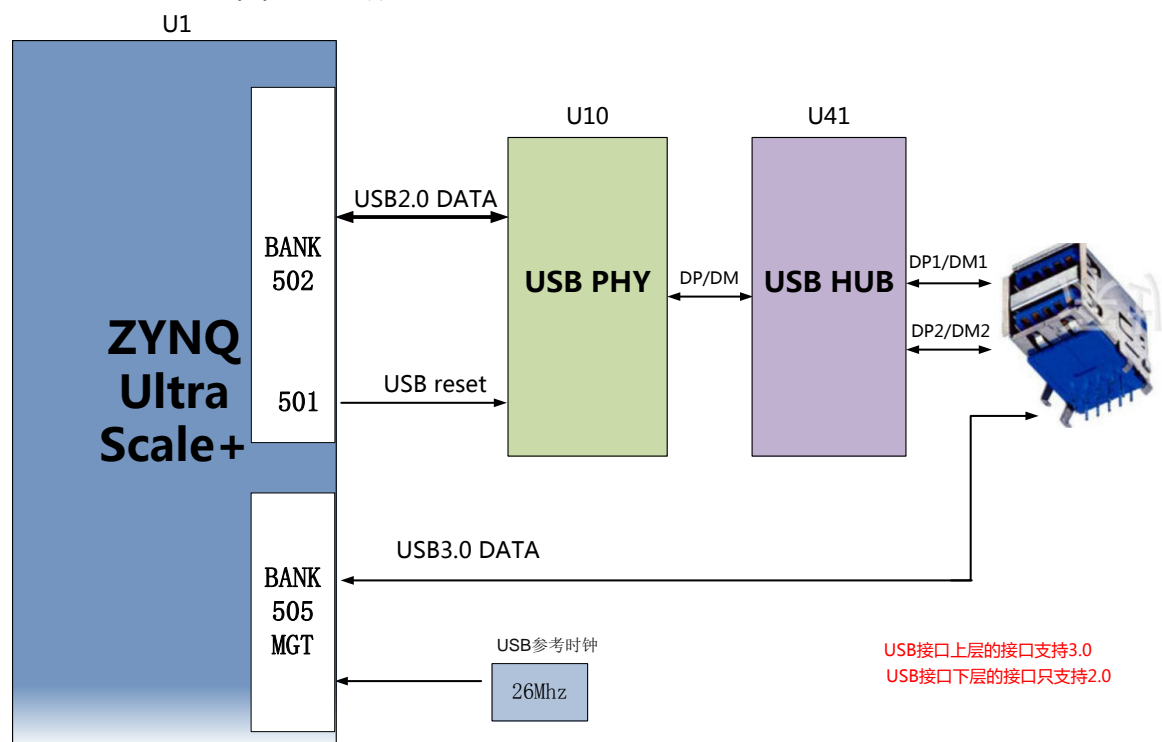 U1
U10
U41
USB2.0 DATA
BANK
502
USB PHY
DP/DM
USB HUB
DP1/DM1
DP2/DM2
ZYNQ
Ultra
Scale+
501
USB reset
USB3.0 DATA
BANK
505
MGT
USB参考时钟
26Mhz
USB接口上层的接口支持3.0
USB接口下层的接口只支持2.0